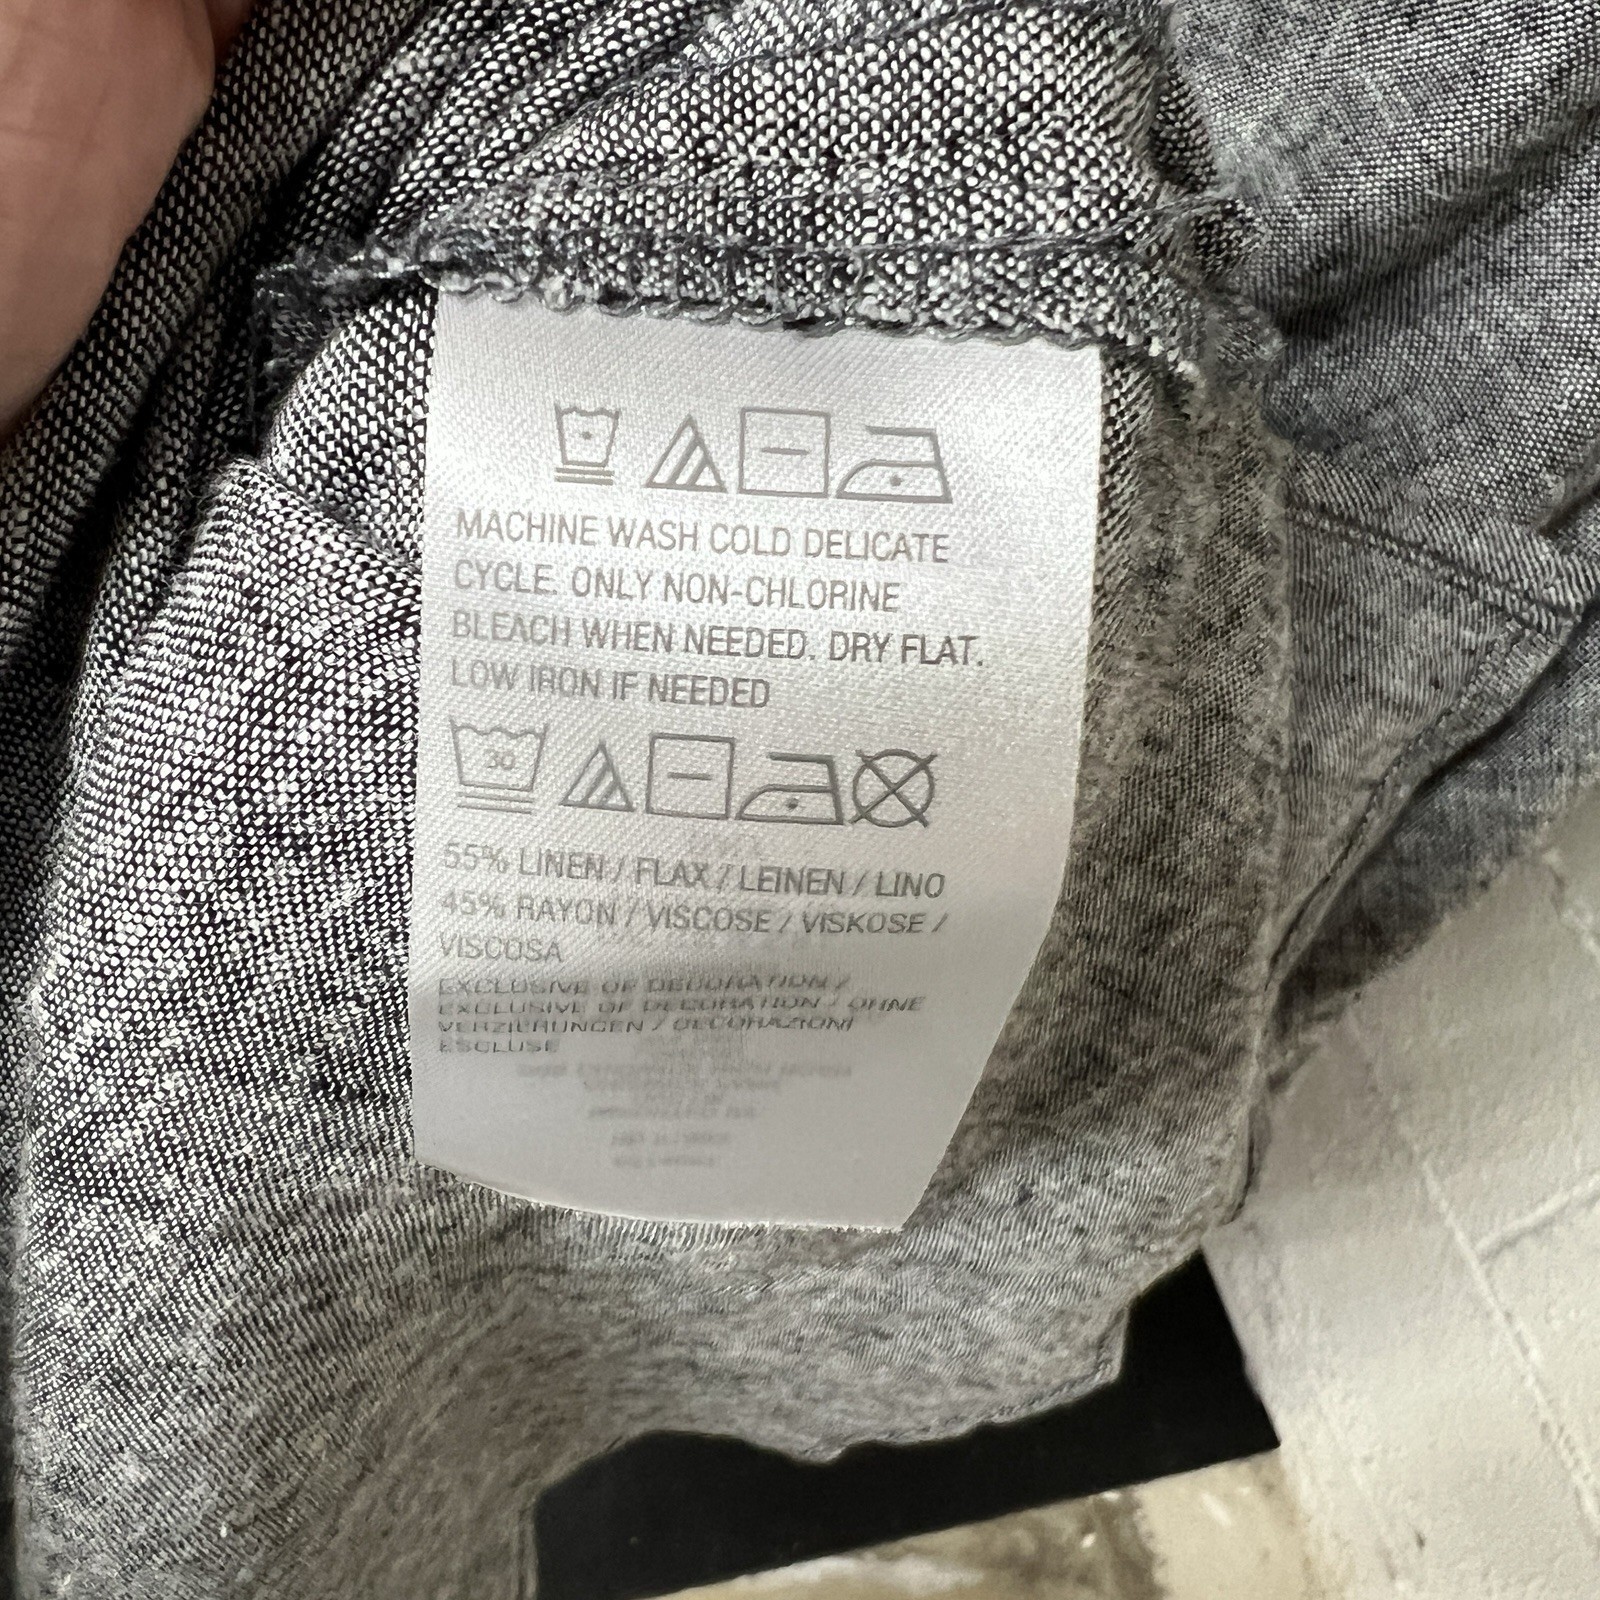 MACHINE WASH COLD DELICATE
CYCLE. ONLY NON-CHLORINE
BLEACH WHEN NEEDED. DRY FLAT.
LOW IRON IF NEEDED
30
55% LINEN / FLAX / LEINEN / LINO
45% RAYON / VISCOSE / VISKOSE /
VISCOSA
EXCLUSIVE OF DECORATION /
EXCLUSIVE OF DECORATION / OHNE
VERZIERUNGEN / DECORAZIONI
ESCLUSE